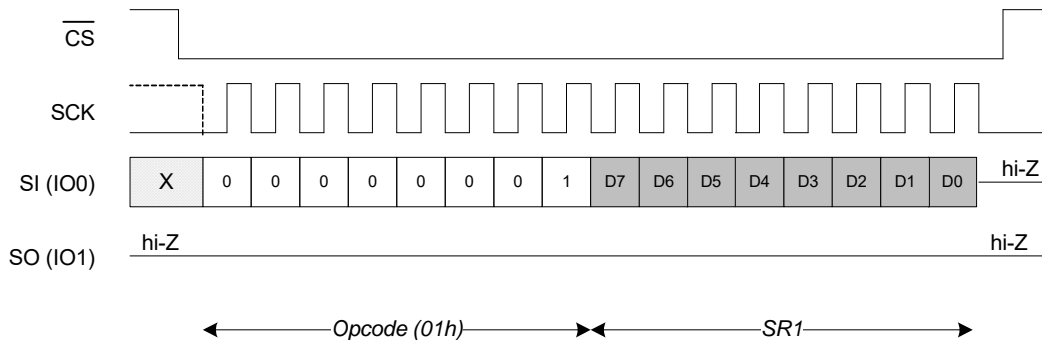 CS
SCK
SI (IO0) X 0 0 0 0 0 0 0 1 D7 D6 D5 D4 D3 D2 D1 D0 hi-Z
hi-Z hi-Z
SO (IO1)
Opcode (01h) SR1